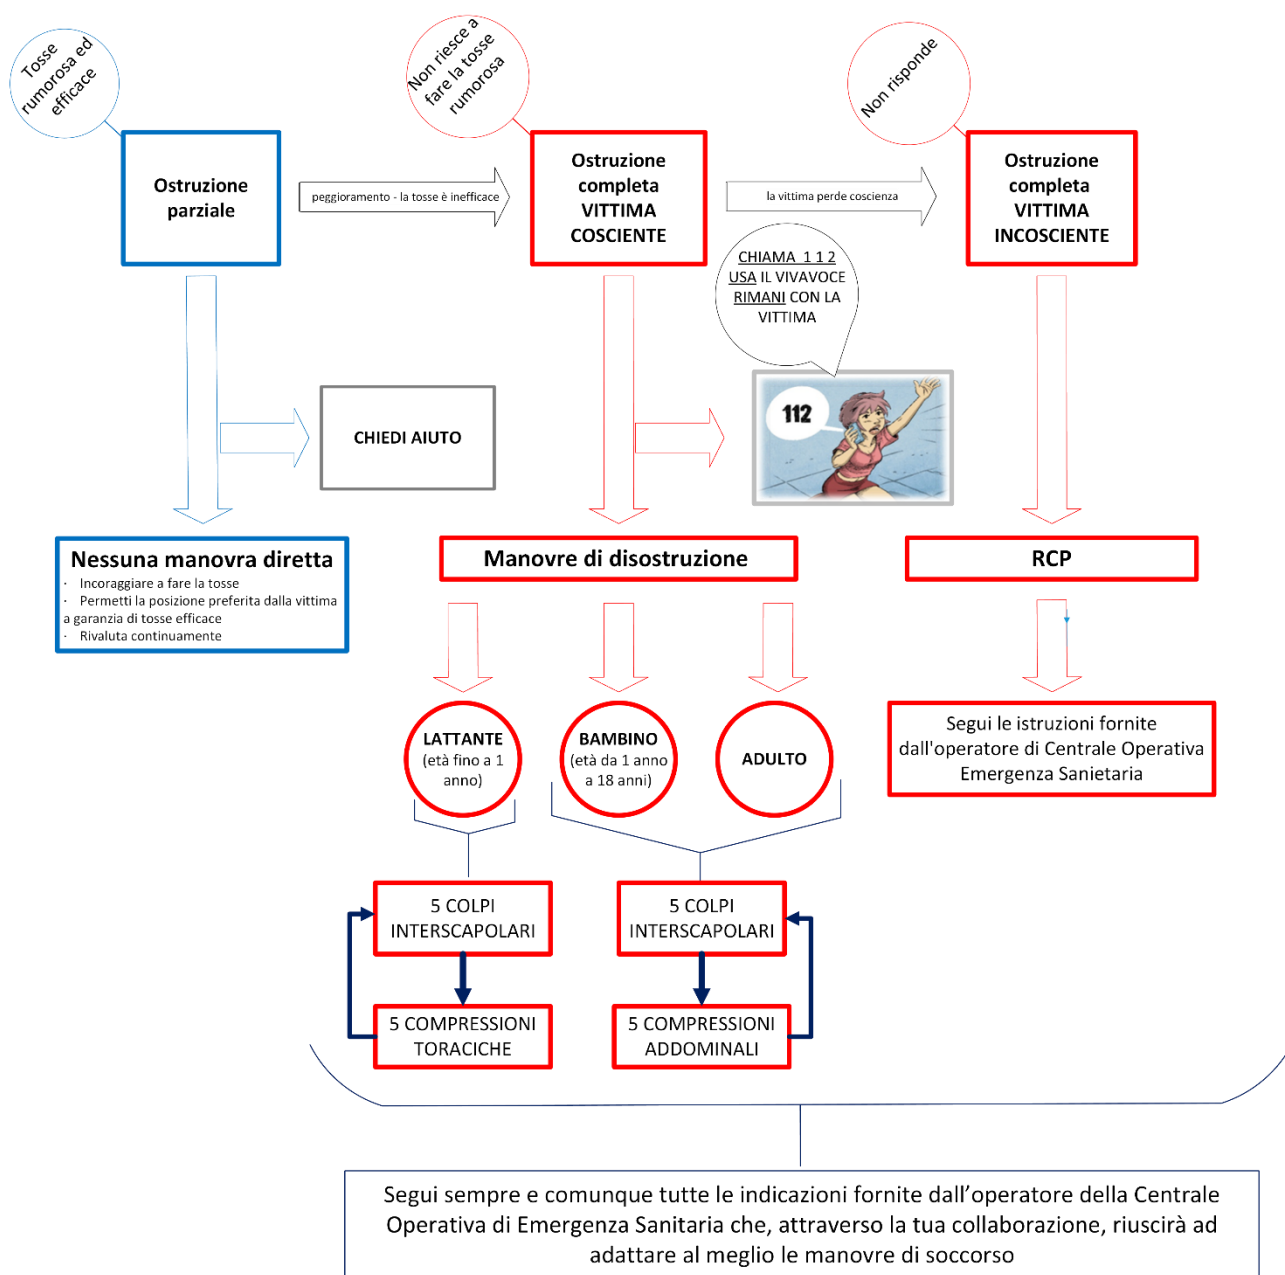 Tosse
rumorosa ed
efficace
Non riesce a
fare la tosse
rumorosa
Non risponde
Ostruzione
parziale
peggioramento - la tosse è inefficace
Ostruzione
completa
VITTIMA
COSCIENTE
la vittima perde coscienza
Ostruzione
completa
VITTIMA
INCOSCIENTE
CHIAMA 1 1 2
USA IL VIVAVOCE
RIMANI CON LA
VITTIMA
CHIEDI AIUTO
112
Nessuna manovra diretta
· Incoraggiare a fare la tosse
· Permetti la posizione preferita dalla vittima
a garanzia di tosse efficace
· Rivaluta continuamente
Manovre di disostruzione
RCP
LATTANTE
(età fino a 1
anno)
BAMBINO
(età da 1 anno
a 18 anni)
ADULTO
Segui le istruzioni fornite
dall'operatore di Centrale Operativa
Emergenza Sanietaria
5 COLPI
INTERSCAPOLARI
5 COLPI
INTERSCAPOLARI
5 COMPRESSIONI
TORACICHE
5 COMPRESSIONI
ADDOMINALI
Segui sempre e comunque tutte le indicazioni fornite dall’operatore della Centrale
Operativa di Emergenza Sanitaria che, attraverso la tua collaborazione, riuscirà ad
adattare al meglio le manovre di soccorso